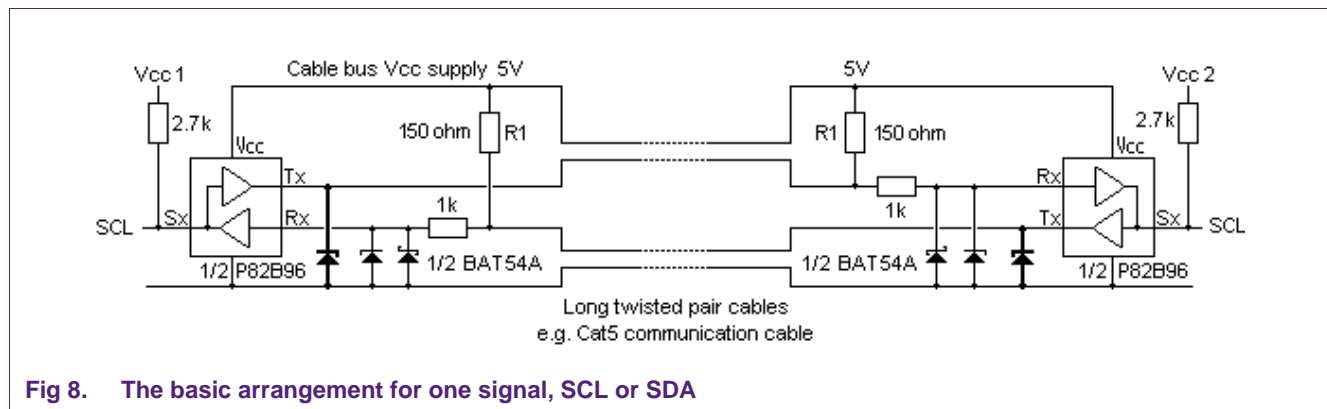 Cable bus Vcc supply 5V
5V
Vcc 1
Vcc 2
2.7k
150 ohm
R1
R1
150 ohm
2.7k
Vcc
Vcc
Tx
Rx
1k
1k
SCL
Sx
Rx
Tx
Sx
SCL
1/2 P82B96
1/2 BAT54A
1/2 BAT54A
1/2 P82B96
Long twisted pair cables
e.g. Cat5 communication cable
Fig 8. The basic arrangement for one signal, SCL or SDA